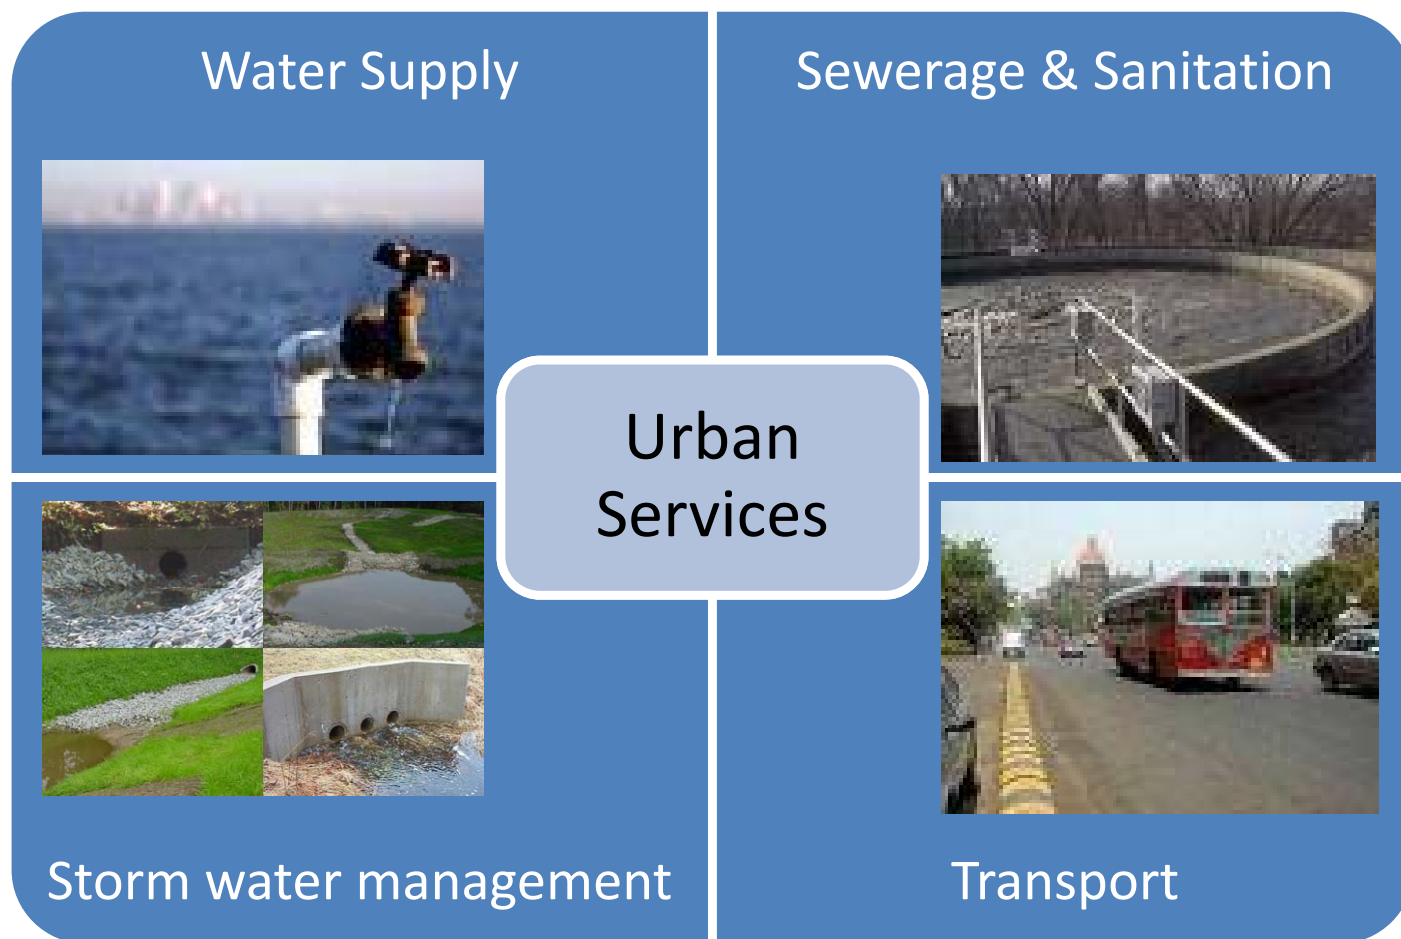 Water Supply
Sewerage & Sanitation
Urban
Services
Storm water management
Transport